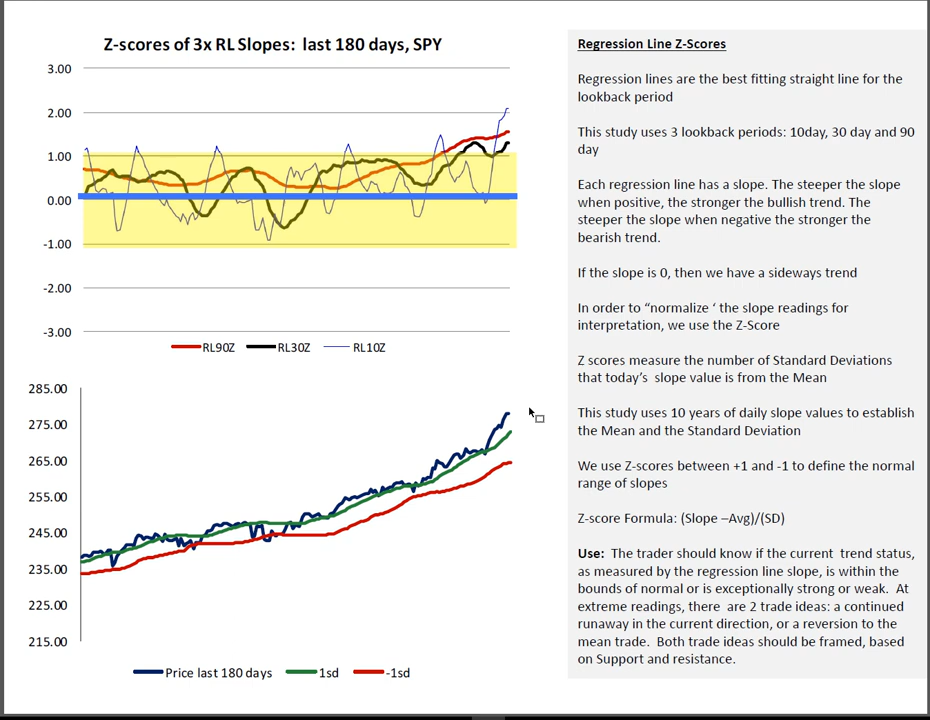 Z-scores of 3x RL Slopes: last 180 days, SPY
3.00
2.00
1.00
0.00
-1.00
-2.00
-3.00
RL90Z RL30Z RL10Z
285.00
275.00
265.00
255.00
245.00
235.00
225.00
215.00
Price last 180 days 1sd -1sd
Regression Line Z-Scores
Regression lines are the best fitting straight line for the
lookback period
This study uses 3 lookback periods: 10day, 30 day and 90
day
Each regression line has a slope. The steeper the slope
when positive, the stronger the bullish trend. The
steeper the slope when negative the stronger the
bearish trend.
If the slope is 0, then we have a sideways trend
In order to “normalize ‘ the slope readings for
interpretation, we use the Z-Score
Z scores measure the number of Standard Deviations
that today’s slope value is from the Mean
This study uses 10 years of daily slope values to establish
the Mean and the Standard Deviation
We use Z-scores between +1 and -1 to define the normal
range of slopes
Z-score Formula: (Slope –Avg)/(SD)
Use: The trader should know if the current trend status,
as measured by the regression line slope, is within the
bounds of normal or is exceptionally strong or weak. At
extreme readings, there are 2 trade ideas: a continued
runaway in the current direction, or a reversion to the
mean trade. Both trade ideas should be framed, based
on Support and resistance.